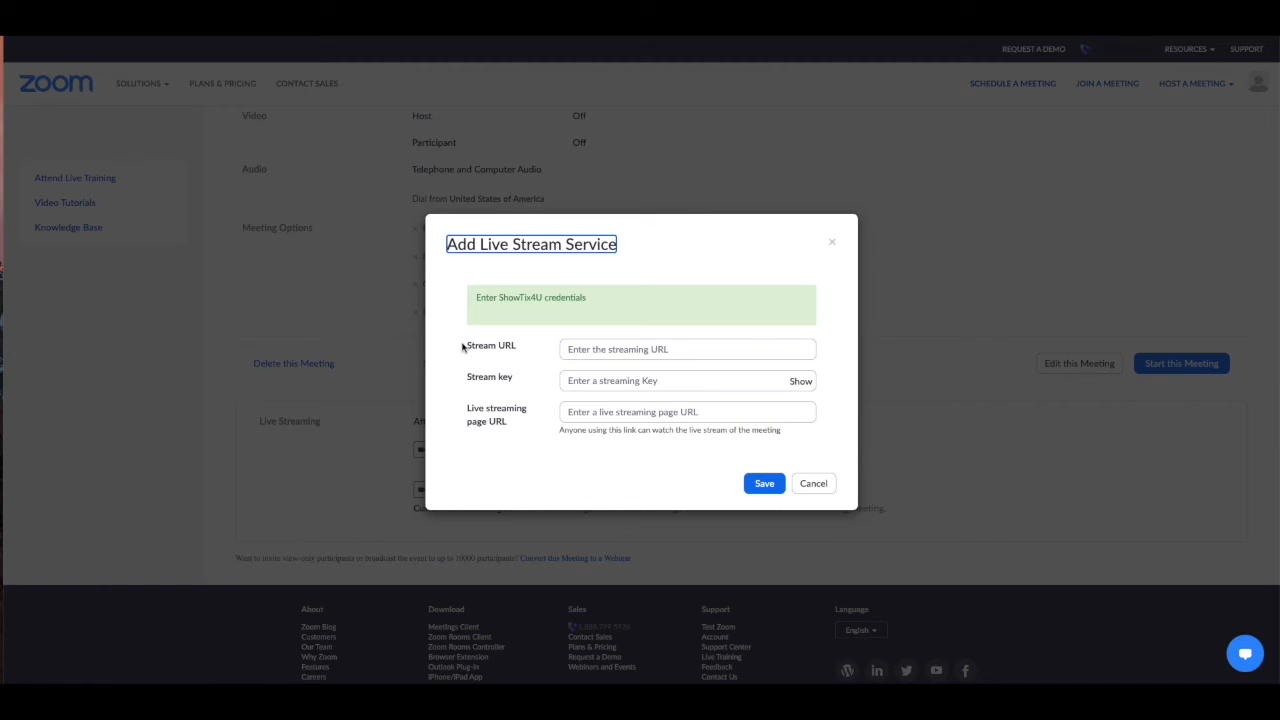 REQUEST A DEMO
RESOURCES
SUPPORT
zoom
SOLUTIONS
PLANS & PRICING
CONTACT SALES
SCHEDULE A MEETING
JOIN A MEETING
HOST A MEETING
Video
Host
Off
Participant
Off
Audio
Telephone and Computer Audio
Attend Live Training
Dial from United States of America
Video Tutorials
Knowledge Base
Meeting Options
Add Live Stream Service
×
Enter ShowTix4U credentials
Stream URL
Enter the streaming URL
Stream key
Enter a streaming Key
Show
Live streaming
page URL
Enter a live streaming page URL
Anyone using this link can watch the live stream of the meeting
Save
Cancel
Delete this Meeting
Edit this Meeting
Start this Meeting
Live Streaming
Want to invite view-only participants or broadcast the event to up to 10000 participants? Convert this Meeting to a Webinar
About
Zoom Blog
Customers
Our Team
Why Zoom
Features
Careers
Download
Meetings Client
Zoom Rooms Client
Zoom Rooms Controller
Browser Extension
Outlook Plug-in
iPhone/iPad App
Sales
1.888.799.5926
Contact Sales
Plans & Pricing
Request a Demo
Webinars and Events
Support
Test Zoom
Account
Support Center
Live Training
Feedback
Contact Us
Language
English